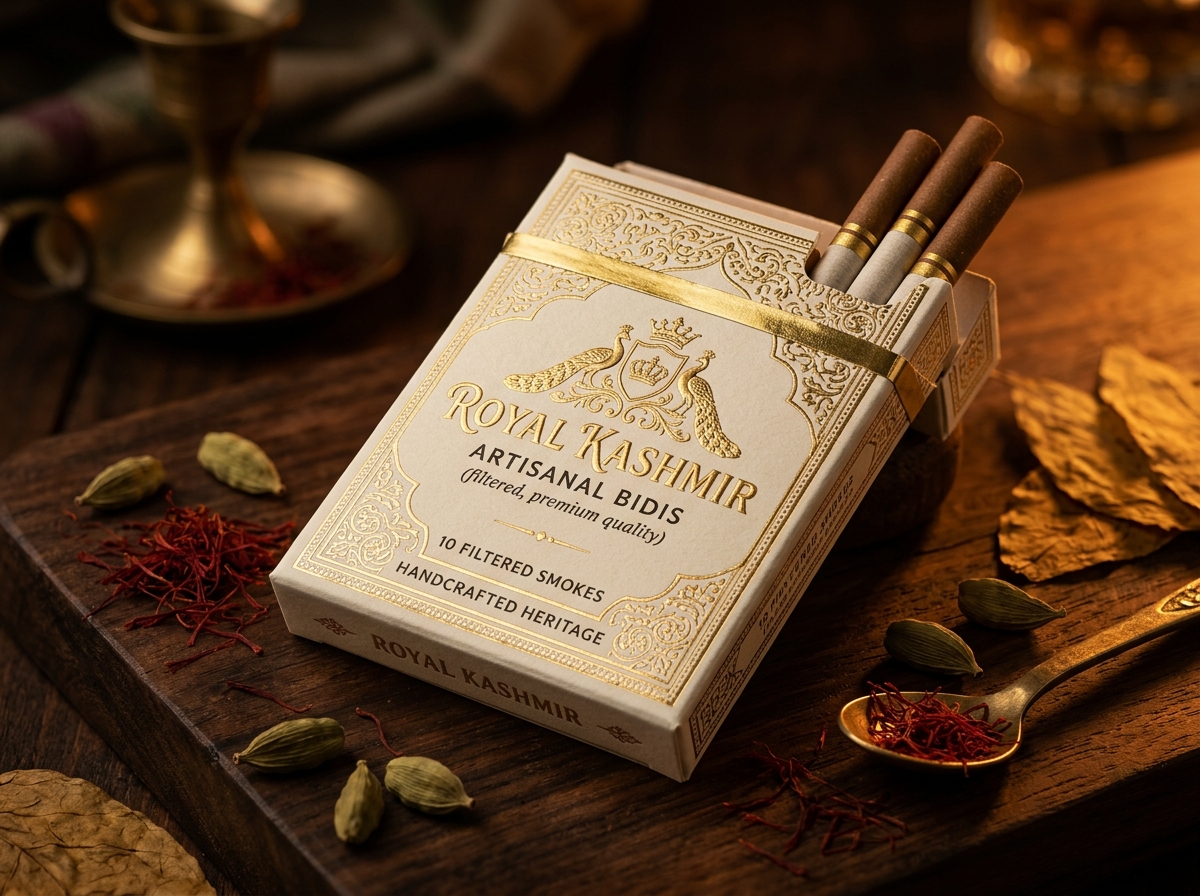 ROYAL KASHMIR
ARTISANAL BIDIS
(filtered, premium quality)
10 FILTERED SMOKES
HANDCRAFTED HERITAGE
ROYAL KASHMIR